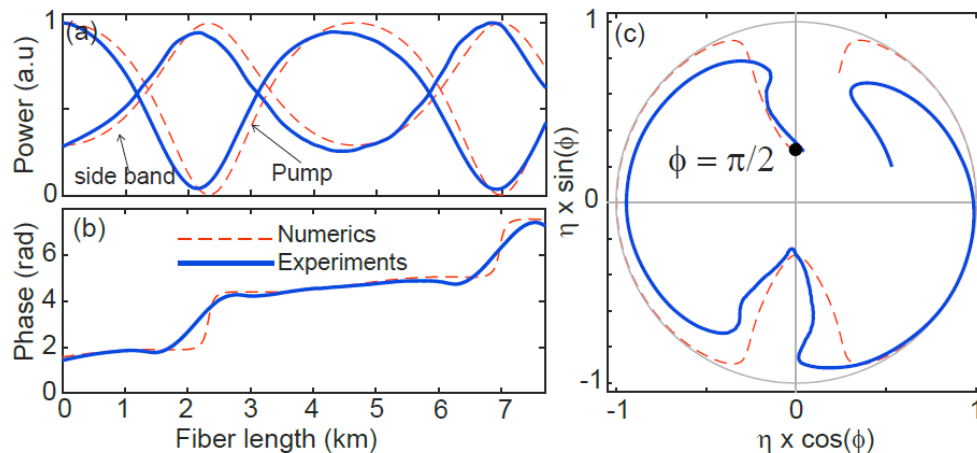 (a)
Power (a.u)
1
0
side band
Pump
(b)
Phase (rad)
6
4
2
0
Numerics
Experiments
0 1 2 3 4 5 6 7
Fiber length (km)
(c)
η x sin(ϕ)
1
0
-1
ϕ = π/2
-1 0 1
η x cos(ϕ)